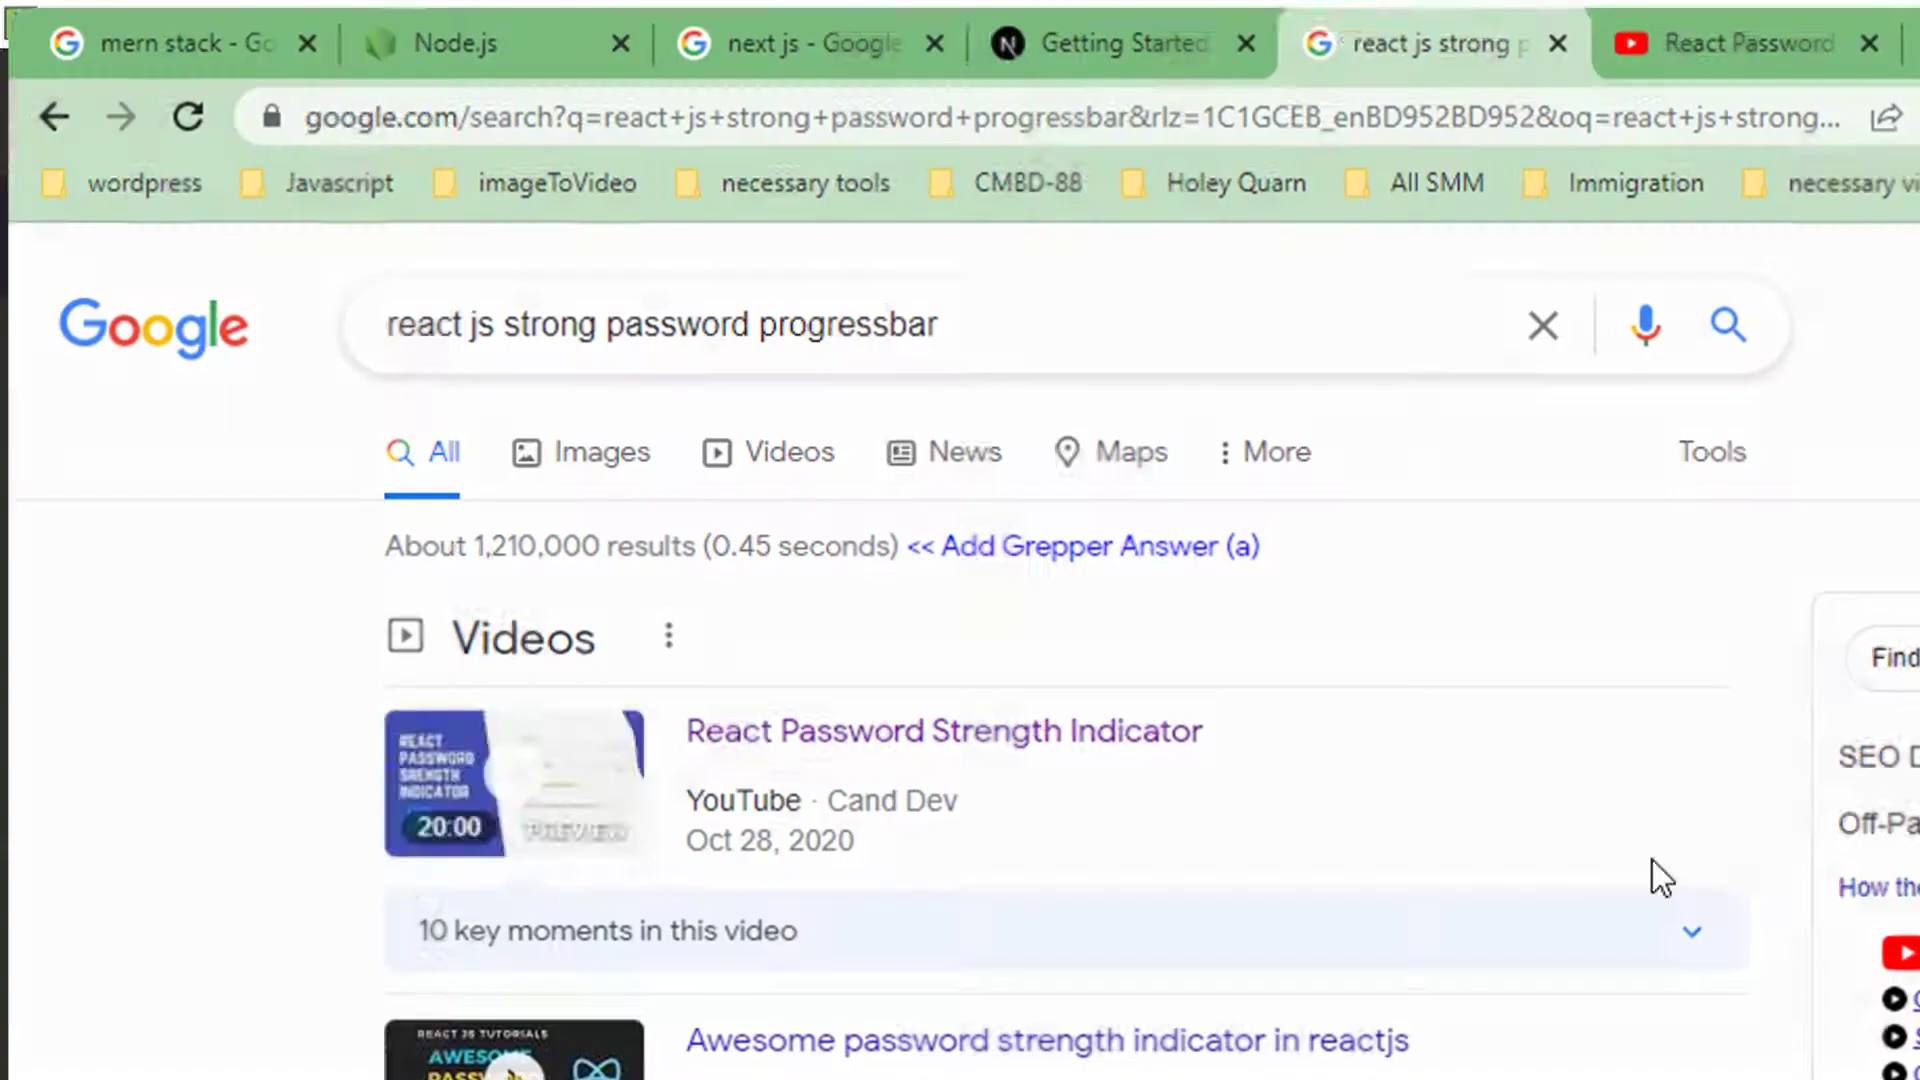 mern stack - Go
Node.js
next js - Google
Getting Started
react js strong p
React Password
google.com/search?q=react+js+strong+password+progressbar&rlz=1C1GCEB_enBD952BD952&oq=react+js+strong...
wordpress
Javascript
imageToVideo
necessary tools
CMBD-88
Holey Quarn
All SMM
Immigration
necessary vi
Google
react js strong password progressbar
All
Images
Videos
News
Maps
More
Tools
About 1,210,000 results (0.45 seconds) << Add Grepper Answer (a)
Videos
Find
REACT
PASSWORD
SRENGTH
INDICATOR
20:00
PREVIEW
React Password Strength Indicator
YouTube · Cand Dev
Oct 28, 2020
SEO D
Off-Pa
How the
10 key moments in this video
REACT JS TUTORIALS
AWESOME
Awesome password strength indicator in reactjs